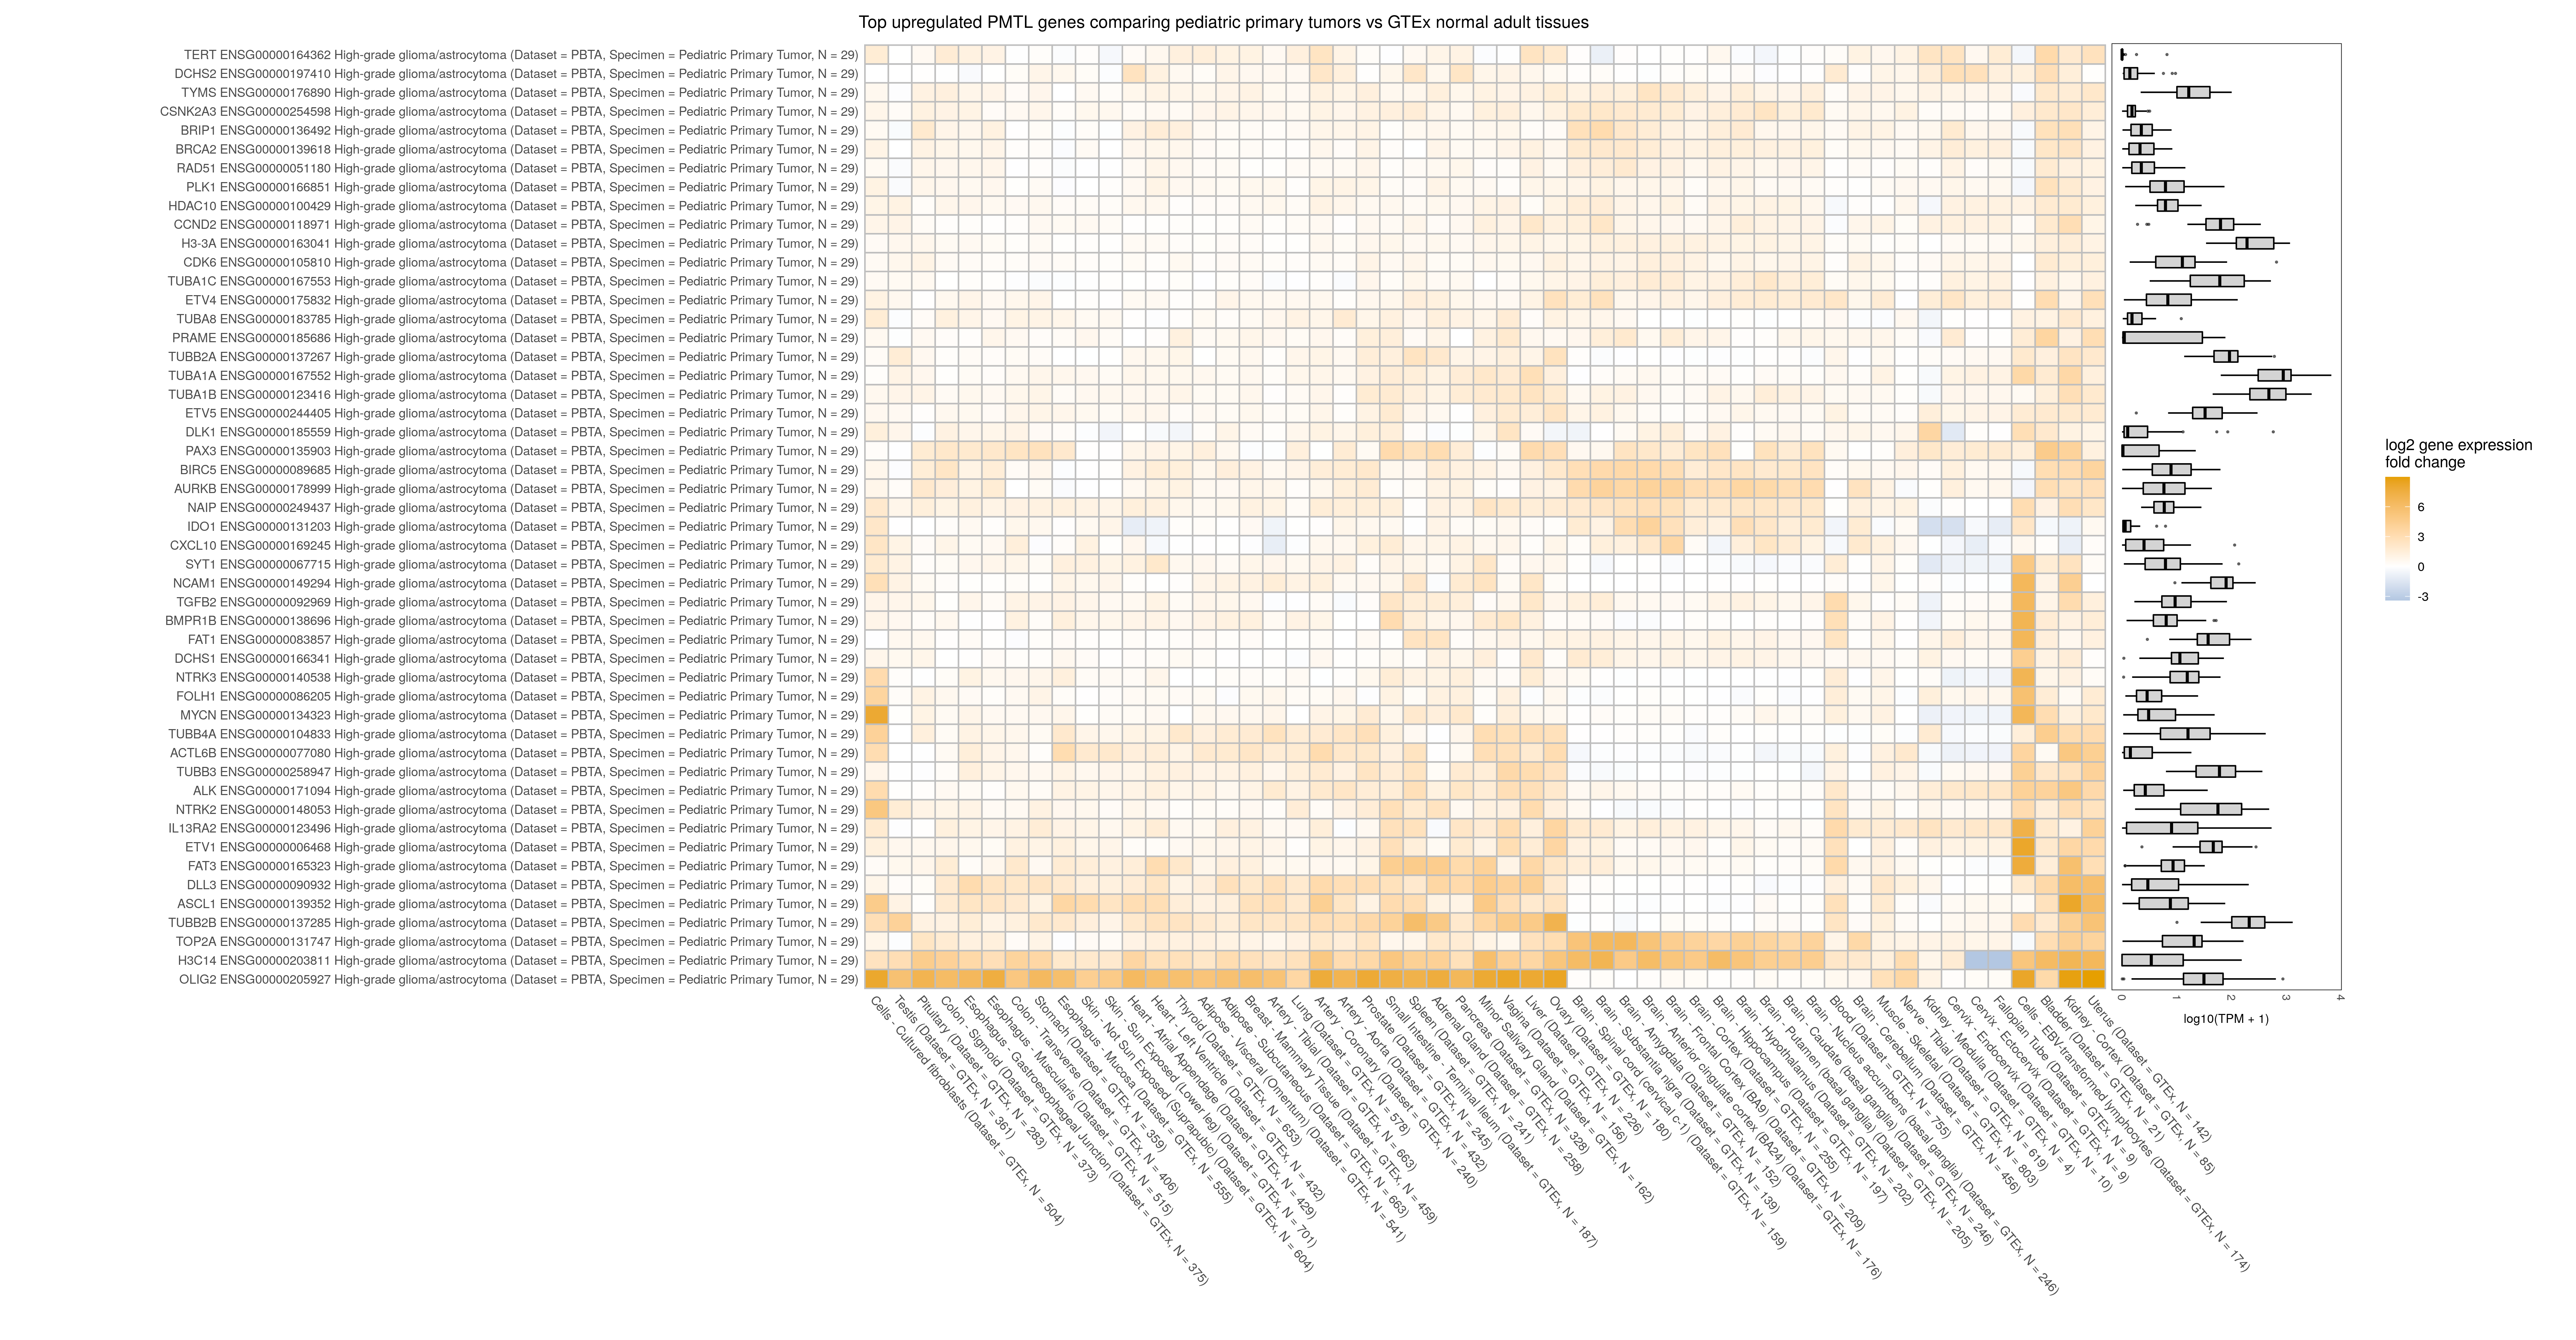 Top upregulated PMTL genes comparing pediatric primary tumors vs GTEx normal adult tissues
TERT ENSG00000164362 High-grade glioma/astrocytoma (Dataset = PBTA, Specimen = Pediatric Primary Tumor, N = 29)
DCHS2 ENSG00000197410 High-grade glioma/astrocytoma (Dataset = PBTA, Specimen = Pediatric Primary Tumor, N = 29)
TYMS ENSG00000176890 High-grade glioma/astrocytoma (Dataset = PBTA, Specimen = Pediatric Primary Tumor, N = 29)
CSNK2A3 ENSG00000254598 High-grade glioma/astrocytoma (Dataset = PBTA, Specimen = Pediatric Primary Tumor, N = 29)
BRIP1 ENSG00000136492 High-grade glioma/astrocytoma (Dataset = PBTA, Specimen = Pediatric Primary Tumor, N = 29)
BRCA2 ENSG00000139618 High-grade glioma/astrocytoma (Dataset = PBTA, Specimen = Pediatric Primary Tumor, N = 29)
RAD51 ENSG00000051180 High-grade glioma/astrocytoma (Dataset = PBTA, Specimen = Pediatric Primary Tumor, N = 29)
PLK1 ENSG00000166851 High-grade glioma/astrocytoma (Dataset = PBTA, Specimen = Pediatric Primary Tumor, N = 29)
HDAC10 ENSG00000100429 High-grade glioma/astrocytoma (Dataset = PBTA, Specimen = Pediatric Primary Tumor, N = 29)
CCND2 ENSG00000118971 High-grade glioma/astrocytoma (Dataset = PBTA, Specimen = Pediatric Primary Tumor, N = 29)
H3-3A ENSG00000163041 High-grade glioma/astrocytoma (Dataset = PBTA, Specimen = Pediatric Primary Tumor, N = 29)
CDK6 ENSG00000105810 High-grade glioma/astrocytoma (Dataset = PBTA, Specimen = Pediatric Primary Tumor, N = 29)
TUBA1C ENSG00000167553 High-grade glioma/astrocytoma (Dataset = PBTA, Specimen = Pediatric Primary Tumor, N = 29)
ETV4 ENSG00000175832 High-grade glioma/astrocytoma (Dataset = PBTA, Specimen = Pediatric Primary Tumor, N = 29)
TUBA8 ENSG00000183785 High-grade glioma/astrocytoma (Dataset = PBTA, Specimen = Pediatric Primary Tumor, N = 29)
PRAME ENSG00000185686 High-grade glioma/astrocytoma (Dataset = PBTA, Specimen = Pediatric Primary Tumor, N = 29)
TUBB2A ENSG00000137267 High-grade glioma/astrocytoma (Dataset = PBTA, Specimen = Pediatric Primary Tumor, N = 29)
TUBA1A ENSG00000167552 High-grade glioma/astrocytoma (Dataset = PBTA, Specimen = Pediatric Primary Tumor, N = 29)
TUBA1B ENSG00000123416 High-grade glioma/astrocytoma (Dataset = PBTA, Specimen = Pediatric Primary Tumor, N = 29)
ETV5 ENSG00000244405 High-grade glioma/astrocytoma (Dataset = PBTA, Specimen = Pediatric Primary Tumor, N = 29)
DLK1 ENSG00000185559 High-grade glioma/astrocytoma (Dataset = PBTA, Specimen = Pediatric Primary Tumor, N = 29)
PAX3 ENSG00000135903 High-grade glioma/astrocytoma (Dataset = PBTA, Specimen = Pediatric Primary Tumor, N = 29)
BIRC5 ENSG00000089685 High-grade glioma/astrocytoma (Dataset = PBTA, Specimen = Pediatric Primary Tumor, N = 29)
AURKB ENSG00000178999 High-grade glioma/astrocytoma (Dataset = PBTA, Specimen = Pediatric Primary Tumor, N = 29)
NAIP ENSG00000249437 High-grade glioma/astrocytoma (Dataset = PBTA, Specimen = Pediatric Primary Tumor, N = 29)
IDO1 ENSG00000131203 High-grade glioma/astrocytoma (Dataset = PBTA, Specimen = Pediatric Primary Tumor, N = 29)
CXCL10 ENSG00000169245 High-grade glioma/astrocytoma (Dataset = PBTA, Specimen = Pediatric Primary Tumor, N = 29)
SYT1 ENSG00000067715 High-grade glioma/astrocytoma (Dataset = PBTA, Specimen = Pediatric Primary Tumor, N = 29)
NCAM1 ENSG00000149294 High-grade glioma/astrocytoma (Dataset = PBTA, Specimen = Pediatric Primary Tumor, N = 29)
TGFB2 ENSG00000092969 High-grade glioma/astrocytoma (Dataset = PBTA, Specimen = Pediatric Primary Tumor, N = 29)
BMPR1B ENSG00000138696 High-grade glioma/astrocytoma (Dataset = PBTA, Specimen = Pediatric Primary Tumor, N = 29)
FAT1 ENSG00000083857 High-grade glioma/astrocytoma (Dataset = PBTA, Specimen = Pediatric Primary Tumor, N = 29)
DCHS1 ENSG00000166341 High-grade glioma/astrocytoma (Dataset = PBTA, Specimen = Pediatric Primary Tumor, N = 29)
NTRK3 ENSG00000140538 High-grade glioma/astrocytoma (Dataset = PBTA, Specimen = Pediatric Primary Tumor, N = 29)
FOLH1 ENSG00000086205 High-grade glioma/astrocytoma (Dataset = PBTA, Specimen = Pediatric Primary Tumor, N = 29)
MYCN ENSG00000134323 High-grade glioma/astrocytoma (Dataset = PBTA, Specimen = Pediatric Primary Tumor, N = 29)
TUBB4A ENSG00000104833 High-grade glioma/astrocytoma (Dataset = PBTA, Specimen = Pediatric Primary Tumor, N = 29)
ACTL6B ENSG00000077080 High-grade glioma/astrocytoma (Dataset = PBTA, Specimen = Pediatric Primary Tumor, N = 29)
TUBB3 ENSG00000258947 High-grade glioma/astrocytoma (Dataset = PBTA, Specimen = Pediatric Primary Tumor, N = 29)
ALK ENSG00000171094 High-grade glioma/astrocytoma (Dataset = PBTA, Specimen = Pediatric Primary Tumor, N = 29)
NTRK2 ENSG00000148053 High-grade glioma/astrocytoma (Dataset = PBTA, Specimen = Pediatric Primary Tumor, N = 29)
IL13RA2 ENSG00000123496 High-grade glioma/astrocytoma (Dataset = PBTA, Specimen = Pediatric Primary Tumor, N = 29)
ETV1 ENSG00000006468 High-grade glioma/astrocytoma (Dataset = PBTA, Specimen = Pediatric Primary Tumor, N = 29)
FAT3 ENSG00000165323 High-grade glioma/astrocytoma (Dataset = PBTA, Specimen = Pediatric Primary Tumor, N = 29)
DLL3 ENSG00000090932 High-grade glioma/astrocytoma (Dataset = PBTA, Specimen = Pediatric Primary Tumor, N = 29)
ASCL1 ENSG00000139352 High-grade glioma/astrocytoma (Dataset = PBTA, Specimen = Pediatric Primary Tumor, N = 29)
TUBB2B ENSG00000137285 High-grade glioma/astrocytoma (Dataset = PBTA, Specimen = Pediatric Primary Tumor, N = 29)
TOP2A ENSG00000131747 High-grade glioma/astrocytoma (Dataset = PBTA, Specimen = Pediatric Primary Tumor, N = 29)
H3C14 ENSG00000203811 High-grade glioma/astrocytoma (Dataset = PBTA, Specimen = Pediatric Primary Tumor, N = 29)
OLIG2 ENSG00000205927 High-grade glioma/astrocytoma (Dataset = PBTA, Specimen = Pediatric Primary Tumor, N = 29)
Cells - Cultured fibroblasts (Dataset = GTEx, N = 504)
Testis (Dataset = GTEx, N = 361)
Pituitary (Dataset = GTEx, N = 283)
Colon - Sigmoid (Dataset = GTEx, N = 373)
Esophagus - Gastroesophageal Junction (Dataset = GTEx, N = 375)
Esophagus - Muscularis (Dataset = GTEx, N = 515)
Colon - Transverse (Dataset = GTEx, N = 406)
Stomach (Dataset = GTEx, N = 359)
Esophagus - Mucosa (Dataset = GTEx, N = 555)
Skin - Not Sun Exposed (Suprapubic) (Dataset = GTEx, N = 604)
Skin - Sun Exposed (Lower leg) (Dataset = GTEx, N = 701)
Heart - Atrial Appendage (Dataset = GTEx, N = 429)
Heart - Left Ventricle (Dataset = GTEx, N = 432)
Thyroid (Dataset = GTEx, N = 653)
Adipose - Visceral (Omentum) (Dataset = GTEx, N = 541)
Adipose - Subcutaneous (Dataset = GTEx, N = 663)
Breast - Mammary Tissue (Dataset = GTEx, N = 459)
Artery - Tibial (Dataset = GTEx, N = 663)
Lung (Dataset = GTEx, N = 578)
Artery - Coronary (Dataset = GTEx, N = 240)
Artery - Aorta (Dataset = GTEx, N = 432)
Prostate (Dataset = GTEx, N = 245)
Small Intestine - Terminal Ileum (Dataset = GTEx, N = 187)
Spleen (Dataset = GTEx, N = 241)
Adrenal Gland (Dataset = GTEx, N = 258)
Pancreas (Dataset = GTEx, N = 328)
Minor Salivary Gland (Dataset = GTEx, N = 162)
Vagina (Dataset = GTEx, N = 156)
Liver (Dataset = GTEx, N = 226)
Ovary (Dataset = GTEx, N = 180)
Brain - Spinal cord (cervical c-1) (Dataset = GTEx, N = 159)
Brain - Substantia nigra (Dataset = GTEx, N = 139)
Brain - Amygdala (Dataset = GTEx, N = 152)
Brain - Anterior cingulate cortex (BA24) (Dataset = GTEx, N = 176)
Brain - Frontal Cortex (BA9) (Dataset = GTEx, N = 209)
Brain - Cortex (Dataset = GTEx, N = 255)
Brain - Hippocampus (Dataset = GTEx, N = 197)
Brain - Hypothalamus (Dataset = GTEx, N = 202)
Brain - Putamen (basal ganglia) (Dataset = GTEx, N = 205)
Brain - Caudate (basal ganglia) (Dataset = GTEx, N = 246)
Brain - Nucleus accumbens (basal ganglia) (Dataset = GTEx, N = 246)
Blood (Dataset = GTEx, N = 755)
Brain - Cerebellum (Dataset = GTEx, N = 456)
Muscle - Skeletal (Dataset = GTEx, N = 803)
Nerve - Tibial (Dataset = GTEx, N = 619)
Kidney - Medulla (Dataset = GTEx, N = 4)
Cervix - Endocervix (Dataset = GTEx, N = 10)
Cervix - Ectocervix (Dataset = GTEx, N = 9)
Fallopian Tube (Dataset = GTEx, N = 9)
Cells - EBV-transformed lymphocytes (Dataset = GTEx, N = 174)
Bladder (Dataset = GTEx, N = 21)
Kidney - Cortex (Dataset = GTEx, N = 85)
Uterus (Dataset = GTEx, N = 142)
0
1
2
3
4
log10(TPM + 1)
log2 gene expression
fold change
6
3
0
-3